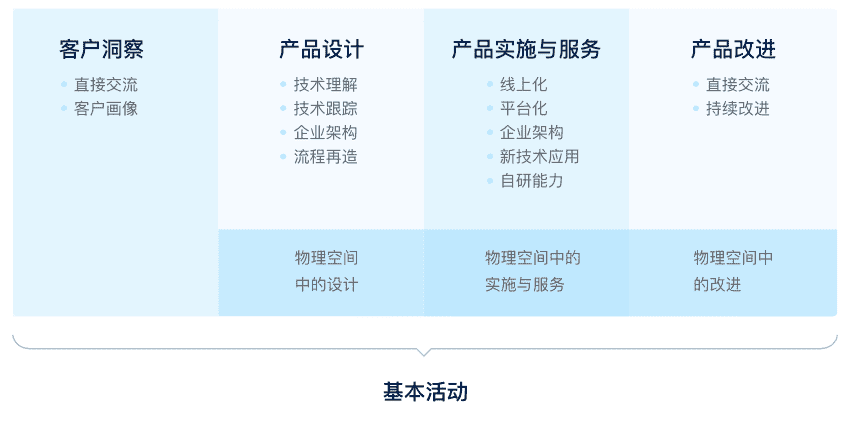 客户洞察
直接交流
客户画像
产品设计
技术理解
技术跟踪
企业架构
流程再造
产品实施与服务
线上化
平台化
企业架构
新技术应用
自研能力
产品改进
直接交流
持续改进
物理空间
中的设计
物理空间中的
实施与服务
物理空间中
的改进
基本活动